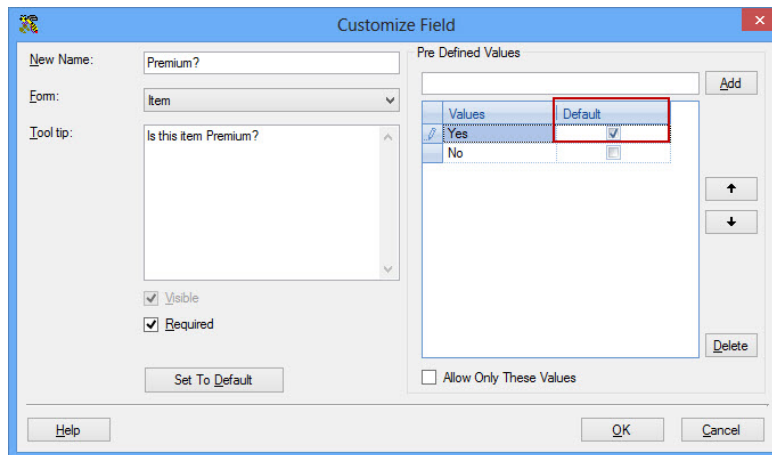 Customize Field
New Name:
Premium?
Form:
Item
Tool tip:
Is this item Premium?
Visible
Required
Set To Default
Pre Defined Values
Add
Values Default
Yes
No
Delete
Allow Only These Values
Help
OK
Cancel